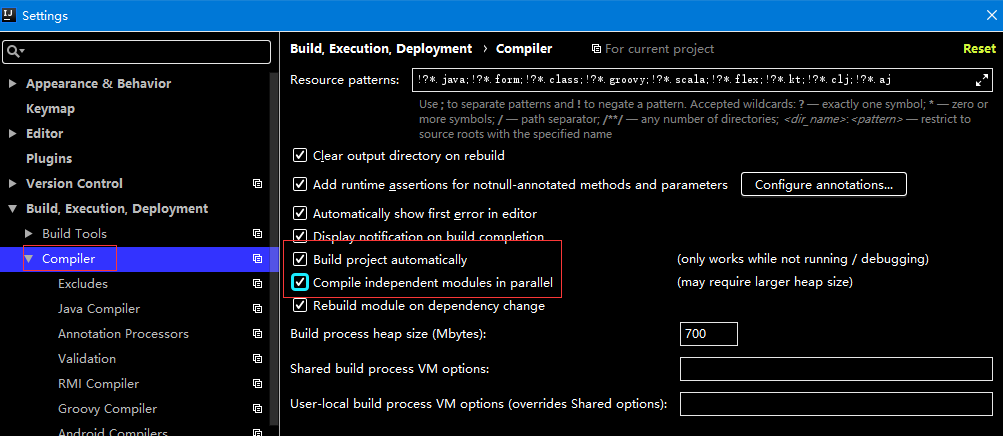 IJ Settings
Build, Execution, Deployment › Compiler For current project Reset
Appearance & Behavior
Keymap
Editor
Plugins
Version Control
Build, Execution, Deployment
Build Tools
Compiler
Excludes
Java Compiler
Annotation Processors
Validation
RMI Compiler
Groovy Compiler
Android Compilers
Resource patterns: !?*.java;!?*.form;!?*.class;!?*.groovy;!?*.scala;!?*.flex;!?*.kt;!?*.clj;!?*.aj
Use ; to separate patterns and ! to negate a pattern. Accepted wildcards: ? — exactly one symbol; * — zero or
more symbols; / — path separator; /**/ — any number of directories; <dir_name>:<pattern> — restrict to
source roots with the specified name
Clear output directory on rebuild
Add runtime assertions for notnull-annotated methods and parameters Configure annotations...
Automatically show first error in editor
Display notification on build completion
Build project automatically (only works while not running / debugging)
Compile independent modules in parallel (may require larger heap size)
Rebuild module on dependency change
Build process heap size (Mbytes): 700
Shared build process VM options:
User-local build process VM options (overrides Shared options):